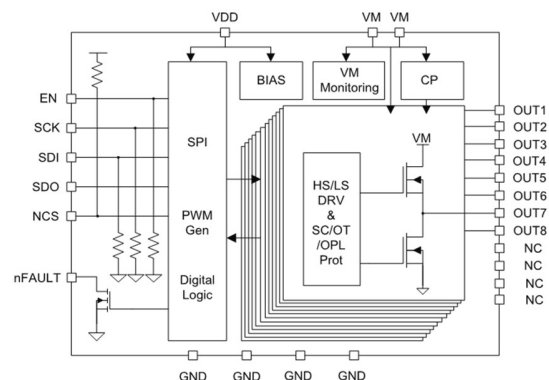 VDD
VM
VM
BIAS
VM
Monitoring
CP
EN
SCK
SDI
SDO
NCS
nFAULT
SPI
PWM
Gen
Digital
Logic
VM
HS/LS
DRV
&
SC/OT
/OPL
Prot
OUT1
OUT2
OUT3
OUT4
OUT5
OUT6
OUT7
OUT8
NC
NC
NC
NC
GND
GND
GND
GND